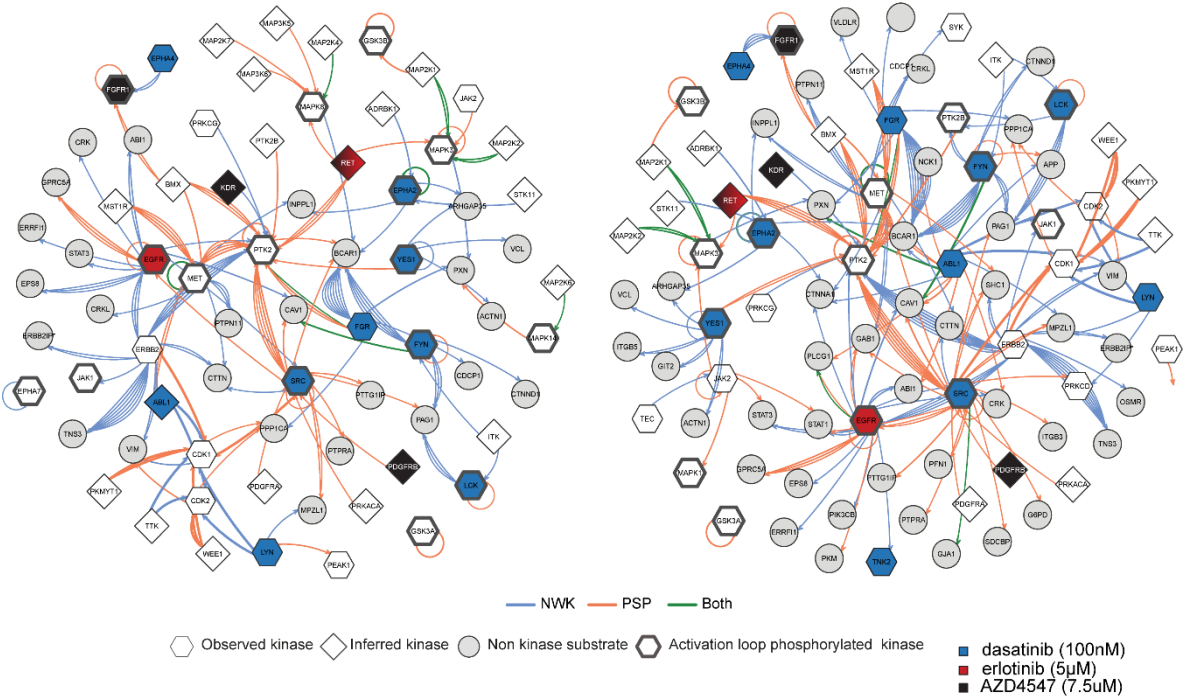 MAP3K5
MAP2K7
MAP2K4
GSK3B
EPHA4
MAP3K6
MAP2K1
FGFR1
MAPK8
ADRBK1
JAK2
PRKCG
CRK
ABI1
PTK2B
MAPK3
MAP2K2
RET
BMX
GPRC5A
KDR
EPHA2
MST1R
INPPL1
ARHGAP35
STK11
ERRFI1
STAT3
PTK2
BCAR1
YES1
VCL
EGFR
MET
PXN
EPS8
MAP2K6
CRKL
CAV1
ACTN1
PTPN11
FGR
ERBB2IP
ERBB2
FYN
MAPK14
JAK1
CDCP1
EPHA7
CTTN
SRC
CTNND1
ABL1
PTTG1IP
PAG1
TNS3
PPP1CA
ITK
VIM
CDK1
PTPRA
PDGFRB
PKMYT1
PDGFRA
LCK
CDK2
PRKACA
MPZL1
TTK
GSK3A
WEE1
LYN
PEAK1
VLDLR
SYK
FGFR1
EPHA4
CDCP1
CRKL
ITK
CTNND1
MST1R
PTPN11
GSK3B
LCK
INPPL1
FGR
PTK2B
PPP1CA
BMX
WEE1
ADRBK1
MAP2K1
NCK1
FYN
APP
KDR
PKMYT1
RET
MET
STK11
PXN
CDK2
PAG1
JAK1
EPHA2
BCAR1
TTK
MAP2K2
MAPK3
PTK2
ABL1
CDK1
ARHGAP35
CTNNA1
SHC1
VIM
VCL
PRKCG
CAV1
LYN
YES1
CTTN
MPZL1
ITGB5
GAB1
ERBB2
ERBB2IP
PEAK1
GIT2
PLCG1
JAK2
ABI1
PRKCD
SRC
OSMR
TEC
STAT3
STAT1
EGFR
CRK
ACTN1
ITGB3
TNS3
GPRC5A
PTTG1IP
PFN1
PDGFRB
MAPK1
EPS8
PRKACA
PDGFRA
PIK3CB
PTPRA
G6PD
GSK3A
ERRFI1
SDCBP
PKM
TNK2
GJA1
NWK PSP Both
Observed kinase Inferred kinase Non kinase substrate Activation loop phosphorylated kinase
dasatinib (100nM)
erlotinib (5µM)
AZD4547 (7.5uM)